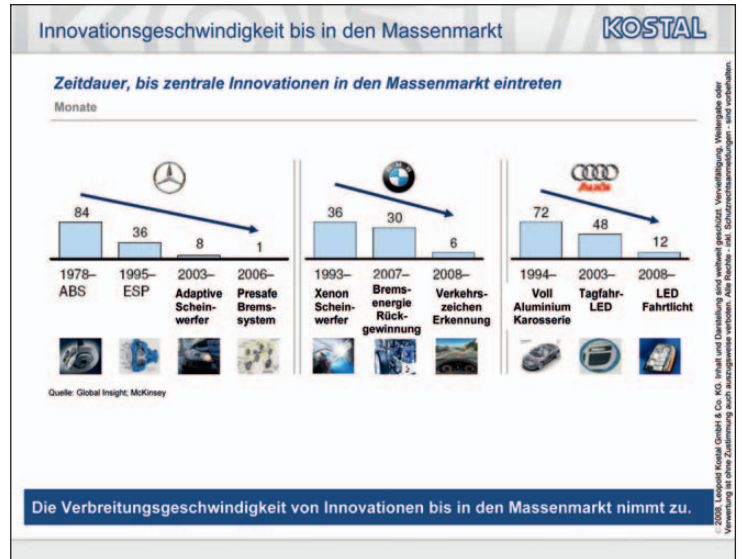 Innovationsgeschwindigkeit bis in den Massenmarkt
KOSTAL
Zeitdauer, bis zentrale Innovationen in den Massenmarkt eintreten
Monate
84
36
8
1
1978–
ABS
1995–
ESP
2003–
Adaptive
Schein-
werfer
2006–
Presafe
Brems-
system
BMW
36
30
6
1993–
Xenon
Schein-
werfer
2007–
Brems-
energie
Rück-
gewinnung
2008–
Verkehrs-
zeichen
Erkennung
Audi
72
48
12
1994–
Voll
Aluminium
Karosserie
2003–
Tagfahr-
LED
2008–
LED
Fahrtlicht
Quelle: Global Insight; McKinsey
Die Verbreitungsgeschwindigkeit von Innovationen bis in den Massenmarkt nimmt zu.
© 2008, Leopold Kostal GmbH & Co. KG. Inhalt und Darstellung sind weltweit geschützt. Vervielfältigung, Weitergabe oder
Verwertung ist ohne Zustimmung auch auszugsweise verboten. Alle Rechte - inkl. Schutzrechtsanmeldungen - sind vorbehalten.